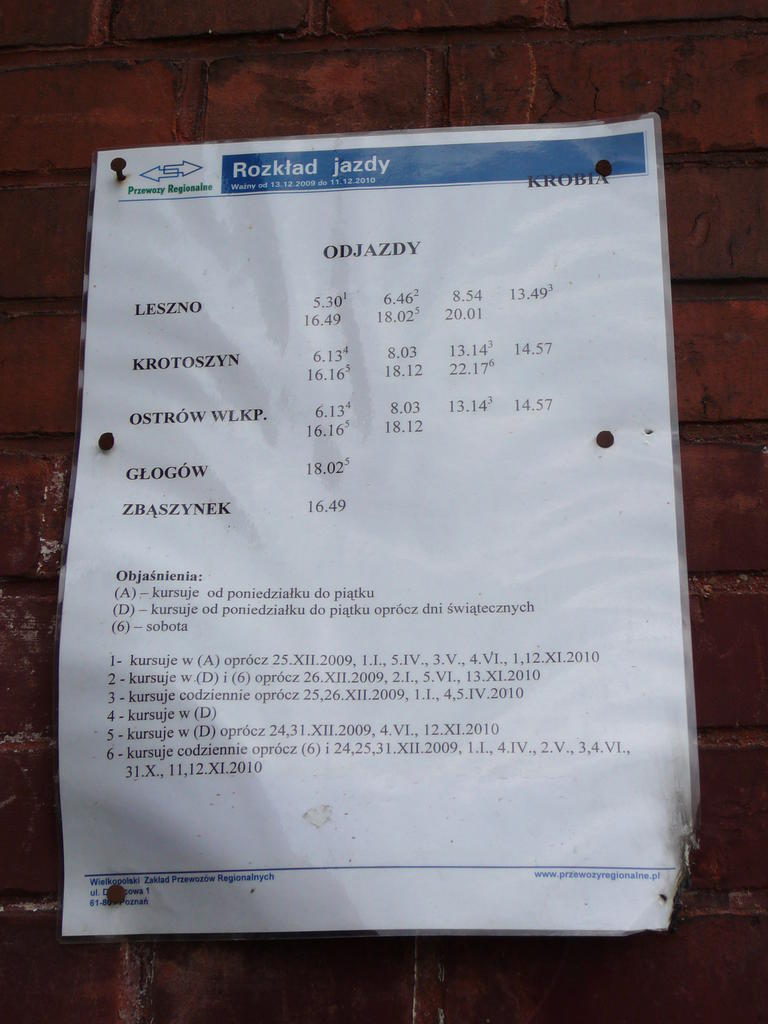 Przewozy Regionalne
Rozkład jazdy
Ważny od 13.12.2009 do 11.12.2010
KROBIA
ODJAZDY
LESZNO 5.30¹ 6.46² 8.54 13.49³
16.49 18.02⁵ 20.01
KROTOSZYN 6.13⁴ 8.03 13.14³ 14.57
16.16⁵ 18.12 22.17⁶
OSTRÓW WLKP. 6.13⁴ 8.03 13.14³ 14.57
16.16⁵ 18.12
GŁOGÓW 18.02⁵
ZBĄSZYNEK 16.49
Objaśnienia:
(A) – kursuje od poniedziałku do piątku
(D) – kursuje od poniedziałku do piątku oprócz dni świątecznych
(6) – sobota
1- kursuje w (A) oprócz 25.XII.2009, 1.I., 5.IV., 3.V., 4.VI., 1,12.XI.2010
2 - kursuje w (D) i (6) oprócz 26.XII.2009, 2.I., 5.VI., 13.XI.2010
3 - kursuje codziennie oprócz 25,26.XII.2009, 1.I., 4,5.IV.2010
4 - kursuje w (D)
5 - kursuje w (D) oprócz 24,31.XII.2009, 4.VI., 12.XI.2010
6 - kursuje codziennie oprócz (6) i 24,25,31.XII.2009, 1.I., 4.IV., 2.V., 3,4.VI.,
31.X., 11,12.XI.2010
Wielkopolski Zakład Przewozów Regionalnych
ul. 1
Poznań
www.przewozyregionalne.pl